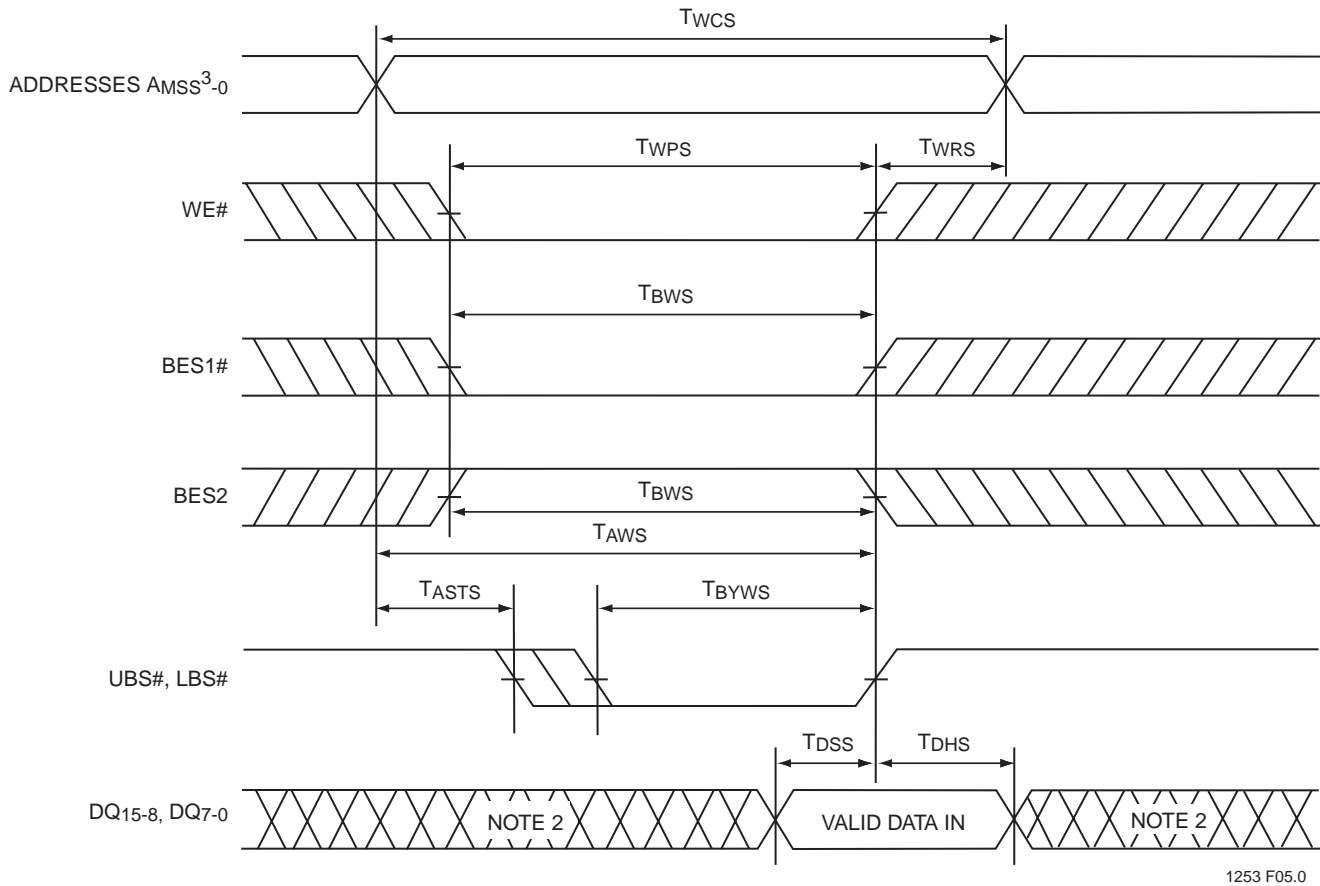 TWCS
ADDRESSES AMSS3-0
TWPS
TWRS
WE#
TBWS
BES1#
BES2
TBWS
TAWS
TASTS
TBYWS
UBS#, LBS#
TDSS
TDHS
DQ15-8, DQ7-0
NOTE 2
VALID DATA IN
NOTE 2
1253 F05.0